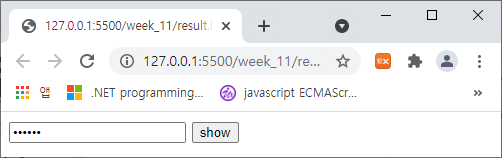 127.0.0.1:5500/week_11/result.l
127.0.0.1:5500/week_11/re...
앱 .NET programming... javascript ECMAScr...
•••••• show